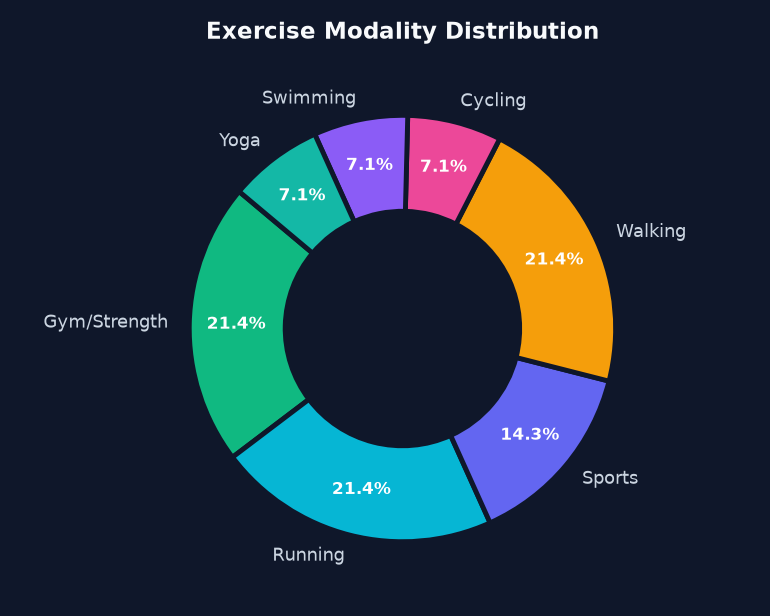 Exercise Modality Distribution
Swimming
Cycling
Yoga
7.1%
7.1%
7.1%
Walking
21.4%
Gym/Strength
21.4%
14.3%
Sports
21.4%
Running